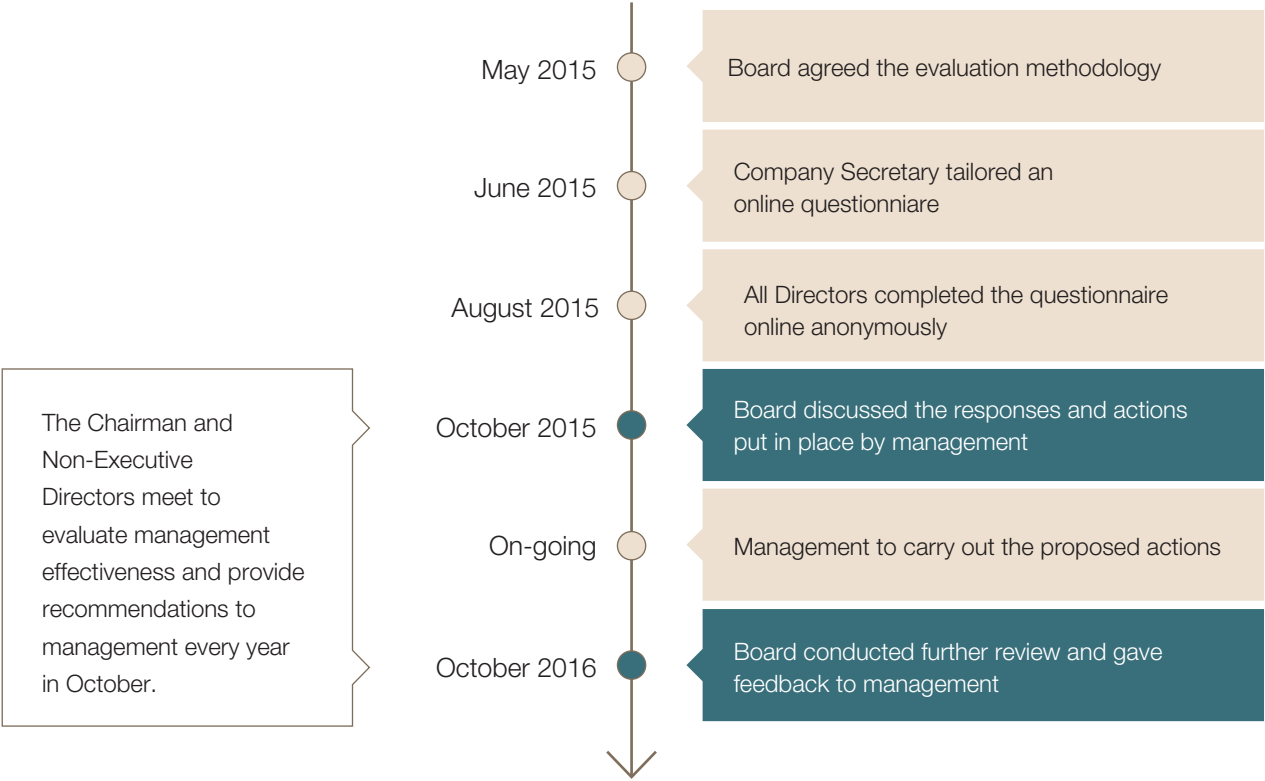 May 2015
Board agreed the evaluation methodology
June 2015
Company Secretary tailored an
online questionniare
August 2015
All Directors completed the questionnaire
online anonymously
The Chairman and
Non-Executive
Directors meet to
evaluate management
effectiveness and provide
recommendations to
management every year
in October.
October 2015
Board discussed the responses and actions
put in place by management
On-going
Management to carry out the proposed actions
October 2016
Board conducted further review and gave
feedback to management